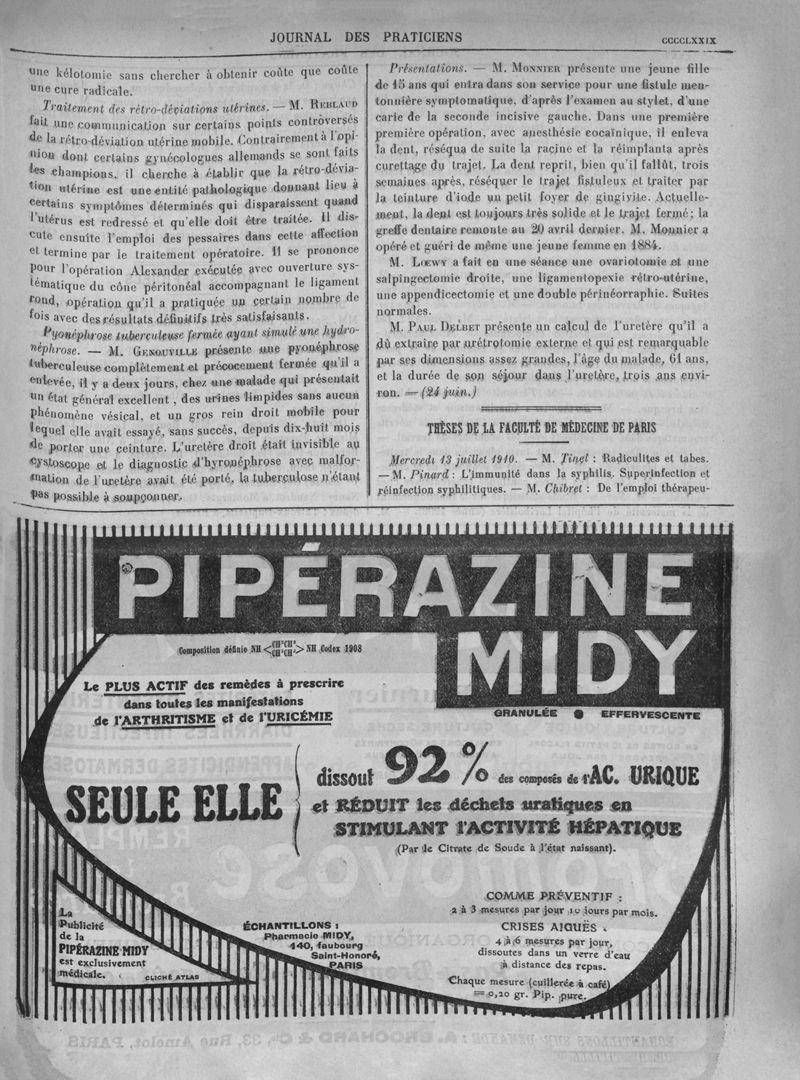 JOURNAL DES PRATICIENS
CCCCLXXIX
une kélotomie sans chercher à obtenir coûte que coûte
une cure radicale.
Traitement des rétro-déviations utérines. — M. REBLAUD
fait une communication sur certains points controversés
de la rétro-déviation utérine mobile. Contrairement à l'opi-
nion dont certains gynécologues allemands se sont faits
les champions, il cherche à établir que la rétro-dévia-
tion utérine est une entité pathologique donnant lieu à
certains symptômes déterminés qui disparaissent quand
l'utérus est redressé et qu'elle doit être traitée. Il dis-
cute ensuite l'emploi des pessaires dans cette affection
et termine par le traitement opératoire. Il se prononce
pour l'opération Alexander exécutée avec ouverture sys-
tématique du cône péritonéal accompagnant le ligament
rond, opération qu'il a pratiquée un certain nombre de
fois avec des résultats définitifs très satisfaisants.
Pyonéphrose tuberculeuse fermée ayant simulé une hydro-
néphrose. — M. GENOUVILLE présente une pyonéphrose
tuberculeuse complètement et précocement fermée qu'il a
enlevée, il y a deux jours, chez une malade qui présentait
un état général excellent, des urines limpides sans aucun
phénomène vésical, et un gros rein droit mobile pour
lequel elle avait essayé, sans succès, depuis dix-huit mois
de porter une ceinture. L'uretère droit était invisible au
cystoscope et le diagnostic d'hyronéphrose avec malfor-
mation de l'uretère avait été porté, la tuberculose n'étant
pas possible à soupçonner.
Présentations. — M. MONNIER présente une jeune fille
de 15 ans qui entra dans son service pour une fistule men-
tonnière symptomatique, d'après l'examen au stylet, d'une
carie de la seconde incisive gauche. Dans une première
première opération, avec anesthésie cocaïnique, il enleva
la dent, réséqua de suite la racine et la réimplanta après
curettage du trajet. La dent reprit, bien qu'il fallût, trois
semaines après, réséquer le trajet fistuleux et traiter par
la teinture d'iode un petit foyer de gingivite. Actuelle-
ment, la dent est toujours très solide et le trajet fermé; la
greffe dentaire remonte au 20 avril dernier. M. Monnier a
opéré et guéri de même une jeune femme en 1884.
M. LŒWY a fait en une séance une ovariotomie et une
salpingectomie droite, une ligamentopexie rétro-utérine,
une appendicectomie et une double périnéorraphie. Suites
normales.
M. PAUL DELBET présente un calcul de l'uretère qu'il a
dû extraire par urétrotomie externe et qui est remarquable
par ses dimensions assez grandes, l'âge du malade, 61 ans,
et la durée de son séjour dans l'uretère, trois ans envi-
ron. — (24 juin.)
THÈSES DE LA FACULTÉ DE MÉDECINE DE PARIS
Mercredi 13 juillet 1910. — M. Tinel : Radiculites et tabes.
— M. Pinard : L'immunité dans la syphilis. Superinfection et
réinfection syphilitiques. — M. Chibret : De l'emploi thérapeu-
PIPÉRAZINE
MIDY
Composition définie NH <CH²CH² CH²CH²> NH Codex 1908
GRANULÉE ● EFFERVESCENTE
Le PLUS ACTIF des remèdes à prescrire
dans toutes les manifestations
de l'ARTHRITISME et de l'URICÉMIE
SEULE ELLE
dissout 92 % des composés de l'AC. URIQUE
et RÉDUIT les déchets uratiques en
STIMULANT l'ACTIVITÉ HÉPATIQUE
(Par le Citrate de Soude à l'état naissant).
COMME PRÉVENTIF :
2 à 3 mesures par jour 10 jours par mois.
CRISES AIGUËS
4 à 6 mesures par jour,
dissoutes dans un verre d'eau
à distance des repas.
Chaque mesure (cuillerée à café)
= 0,20 gr. Pip. pure.
ÉCHANTILLONS :
Pharmacie MIDY,
140, faubourg
Saint-Honoré,
PARIS
La
Publicité
de la
PIPÉRAZINE MIDY
est exclusivement
médicale.
CLICHÉ ATLAS